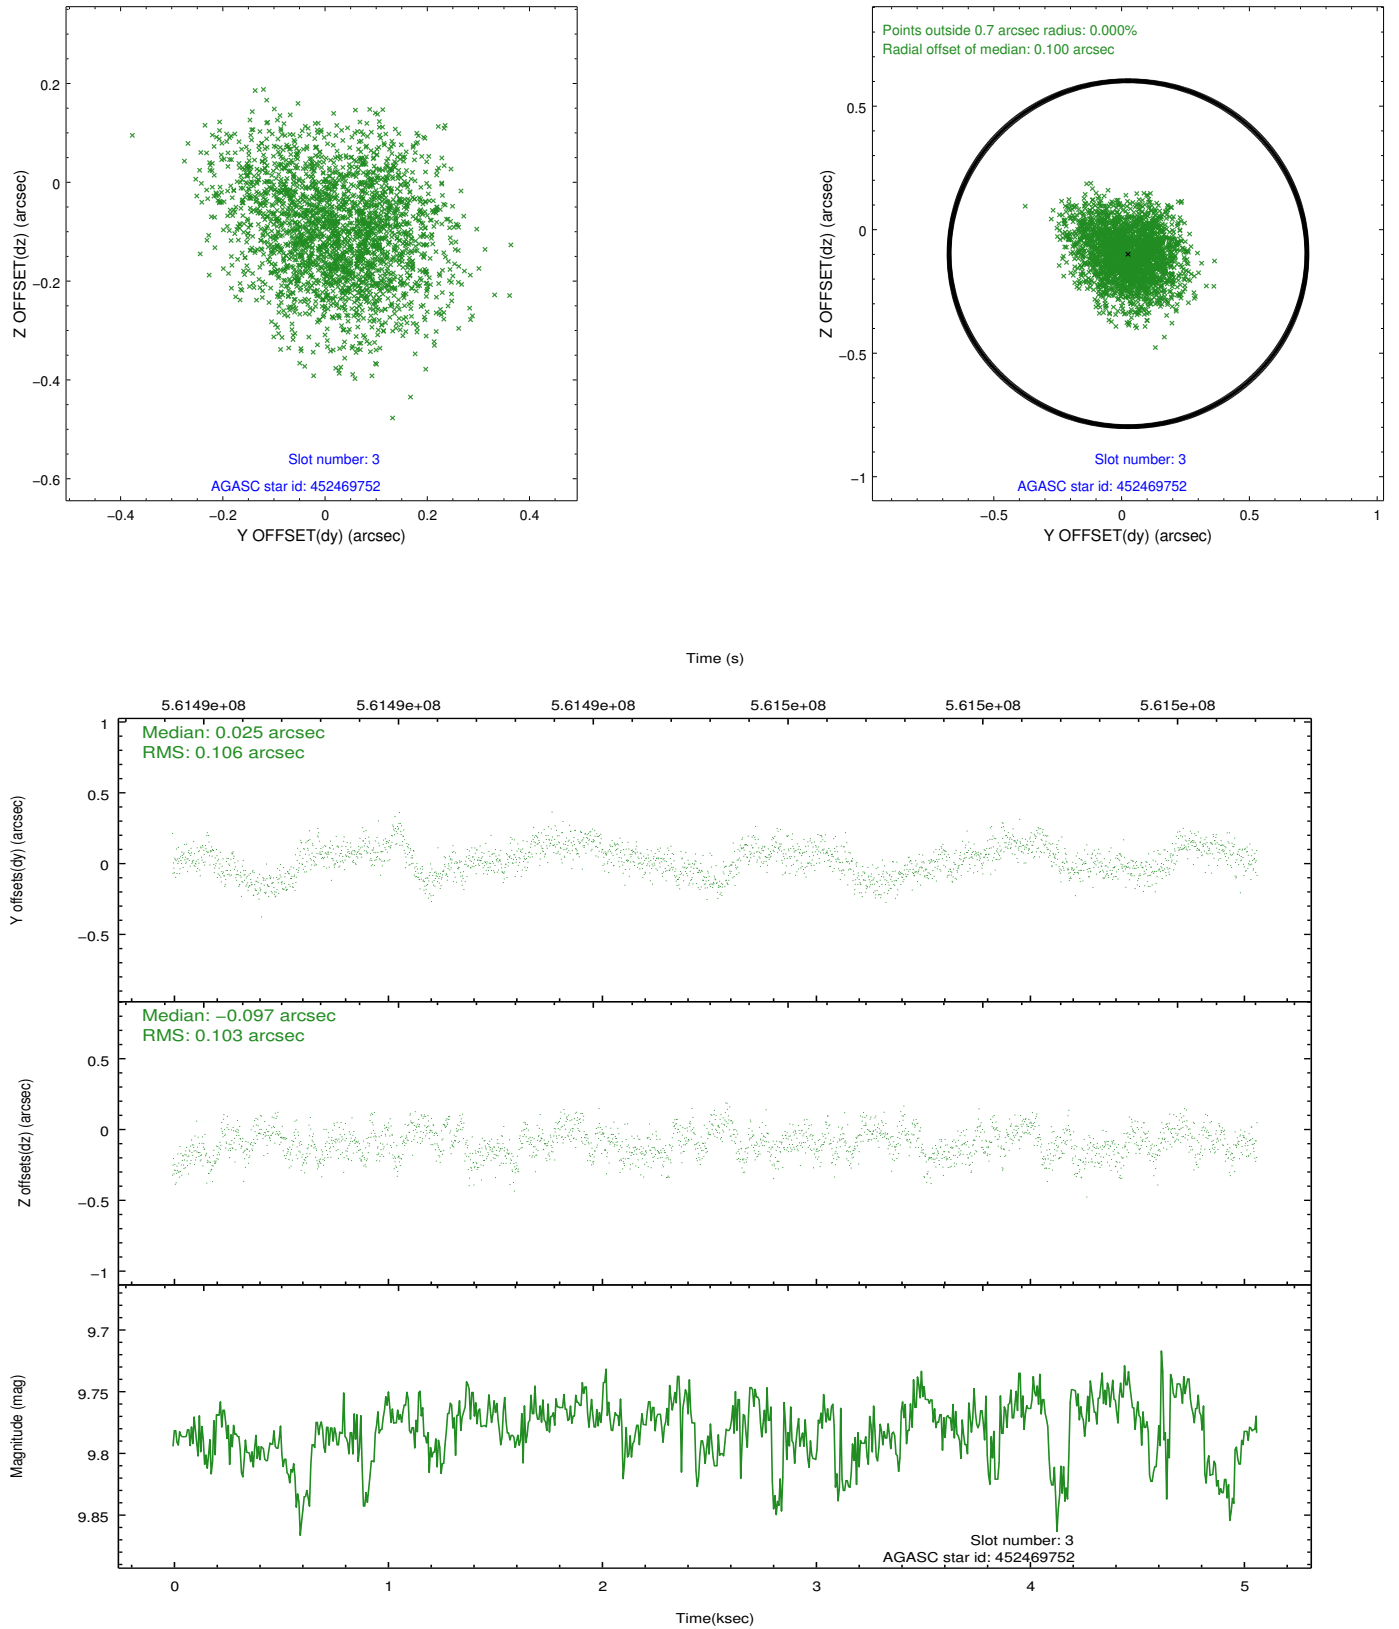 0.2
0
−0.2
−0.4
−0.6
Z OFFSET(dz) (arcsec)
Slot number: 3
AGASC star id: 452469752
−0.4 −0.2 0 0.2 0.4
Y OFFSET(dy) (arcsec)
Points outside 0.7 arcsec radius: 0.000%
Radial offset of median: 0.100 arcsec
0.5
0
−0.5
−1
Z OFFSET(dz) (arcsec)
Slot number: 3
AGASC star id: 452469752
−0.5 0 0.5 1
Y OFFSET(dy) (arcsec)
Time (s)
5.6149e+08 5.6149e+08 5.6149e+08 5.615e+08 5.615e+08 5.615e+08
Median: 0.025 arcsec
RMS: 0.106 arcsec
1
0.5
0
−0.5
Y offsets(dy) (arcsec)
Median: −0.097 arcsec
RMS: 0.103 arcsec
0.5
0
−0.5
−1
Z offsets(dz) (arcsec)
9.7
9.75
9.8
9.85
Magnitude (mag)
Slot number: 3
AGASC star id: 452469752
0 1 2 3 4 5
Time(ksec)